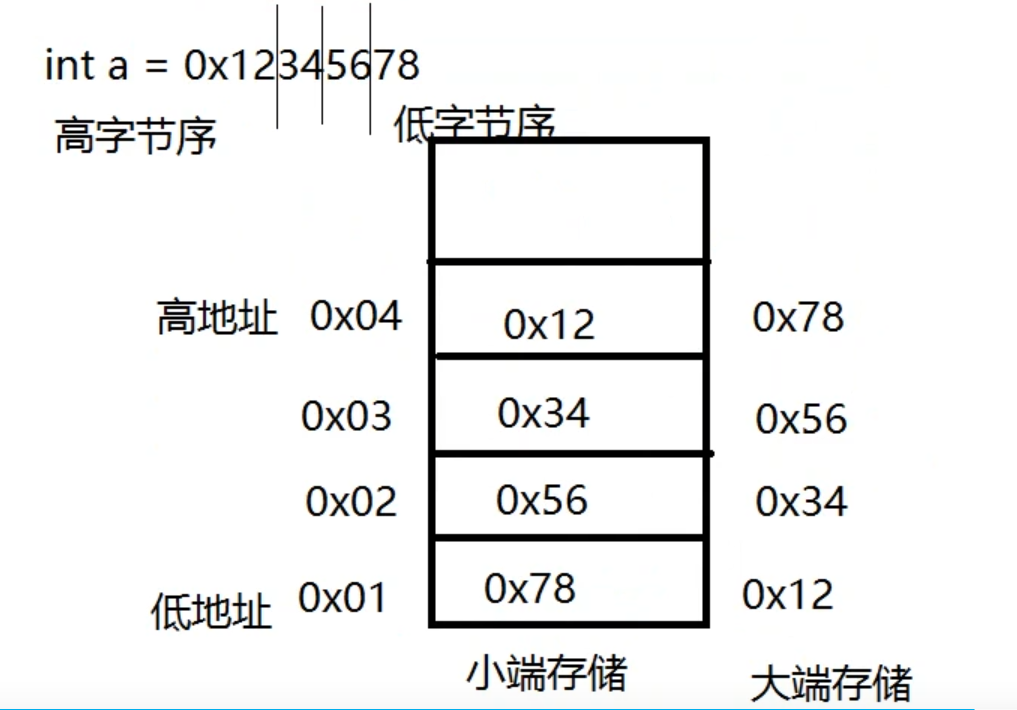 int a = 0x12345678
高字节序 低字节序
高地址 0x04 0x12 0x78
0x03 0x34 0x56
0x02 0x56 0x34
低地址 0x01 0x78 0x12
小端存储 大端存储